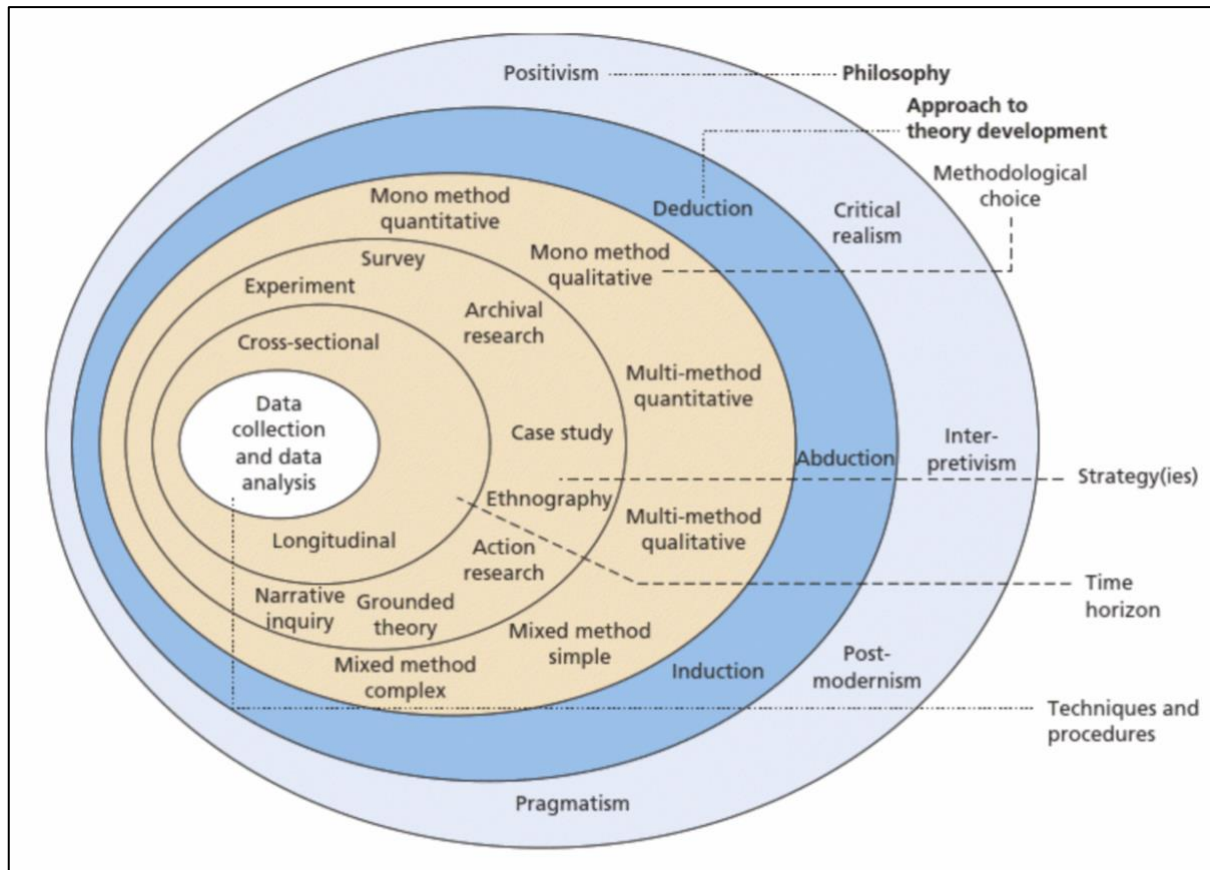 Positivism
Philosophy
Approach to
theory development
Methodological
choice
Mono method
quantitative
Deduction
Critical
realism
Mono method
qualitative
Survey
Experiment
Archival
research
Cross-sectional
Multi-method
quantitative
Data
collection
and data
analysis
Case study
Abduction
Inter-
pretivism
Strategy(ies)
Ethnography
Multi-method
qualitative
Longitudinal
Action
research
Time
horizon
Narrative
inquiry
Grounded
theory
Mixed method
simple
Mixed method
complex
Induction
Post-
modernism
Techniques and
procedures
Pragmatism